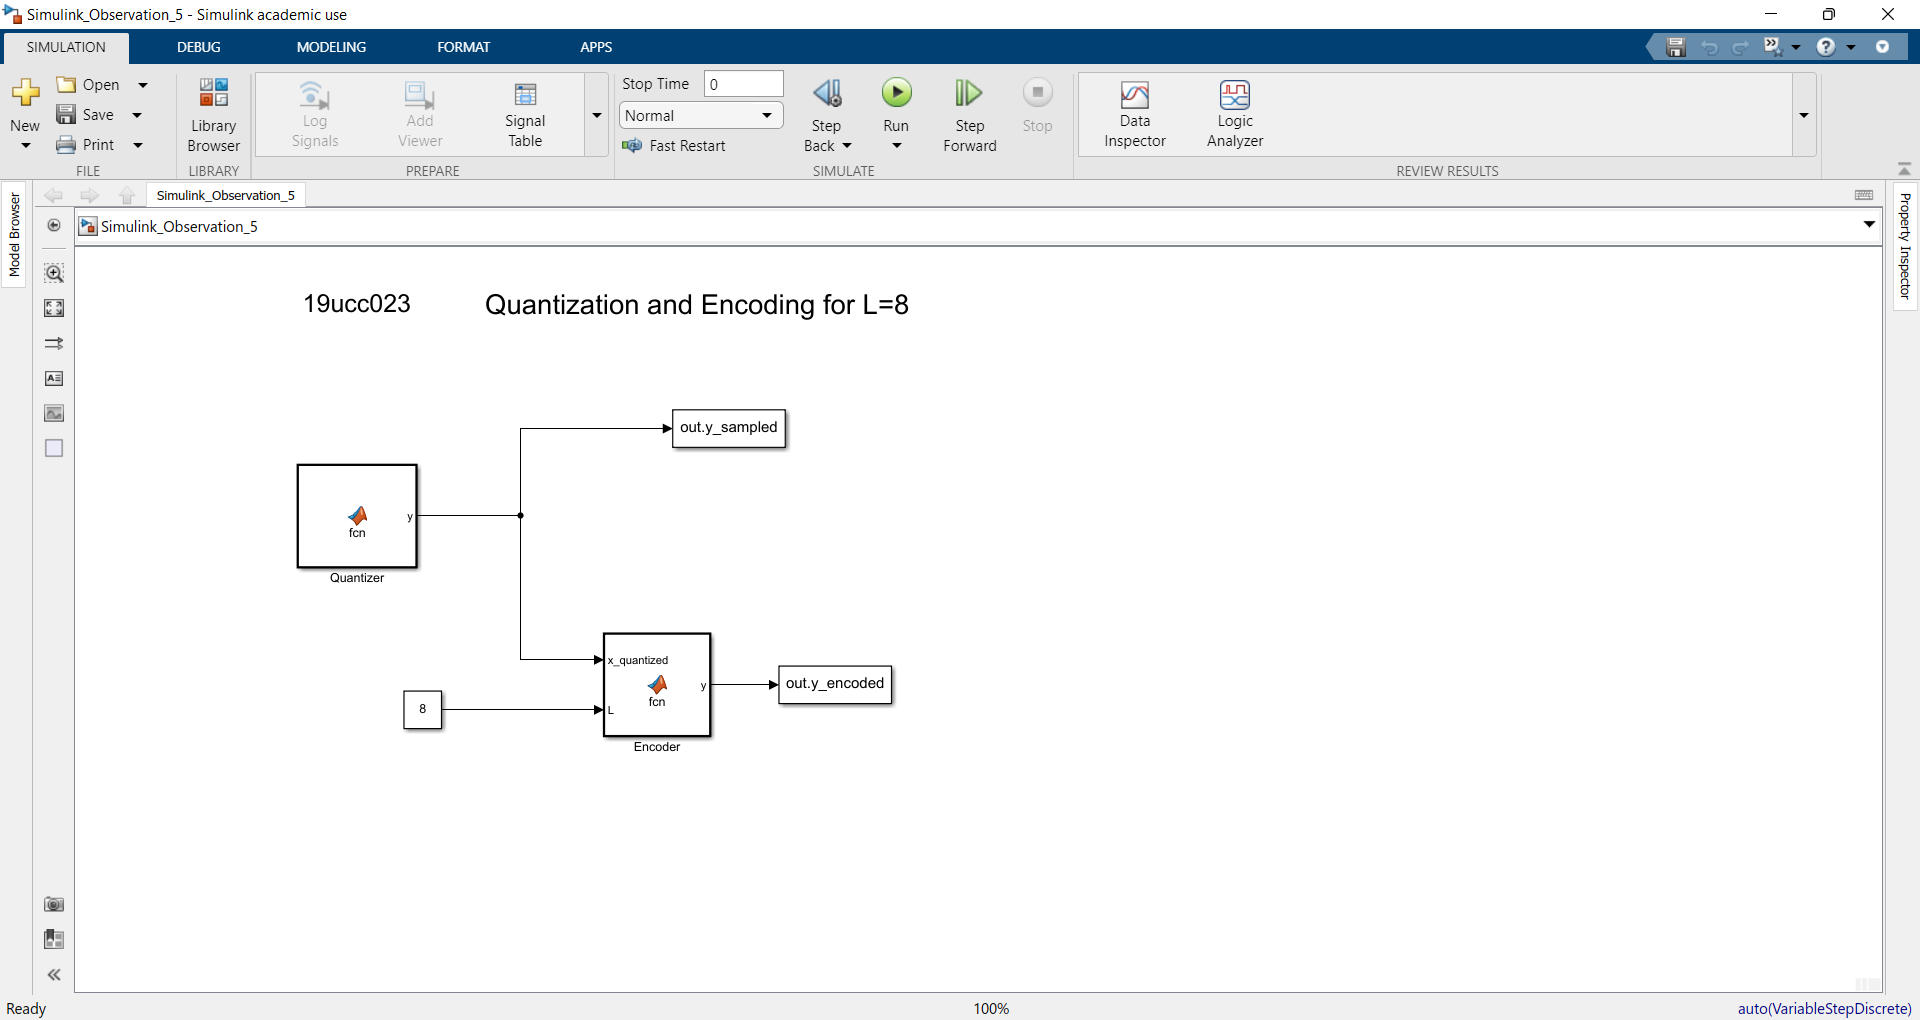 Simulink_Observation_5 - Simulink academic use
SIMULATION DEBUG MODELING FORMAT APPS
New
Open
Save
Print
FILE
Library
Browser
LIBRARY
Log
Signals
Add
Viewer
Signal
Table
PREPARE
Stop Time 0
Normal
Fast Restart
Step
Back
Run
Step
Forward
Stop
SIMULATE
Data
Inspector
Logic
Analyzer
REVIEW RESULTS
Model Browser
Simulink_Observation_5
Simulink_Observation_5
Property Inspector
19ucc023 Quantization and Encoding for L=8
out.y_sampled
y
fcn
Quantizer
x_quantized
y
fcn
L
Encoder
8
out.y_encoded
Ready 100% auto(VariableStepDiscrete)